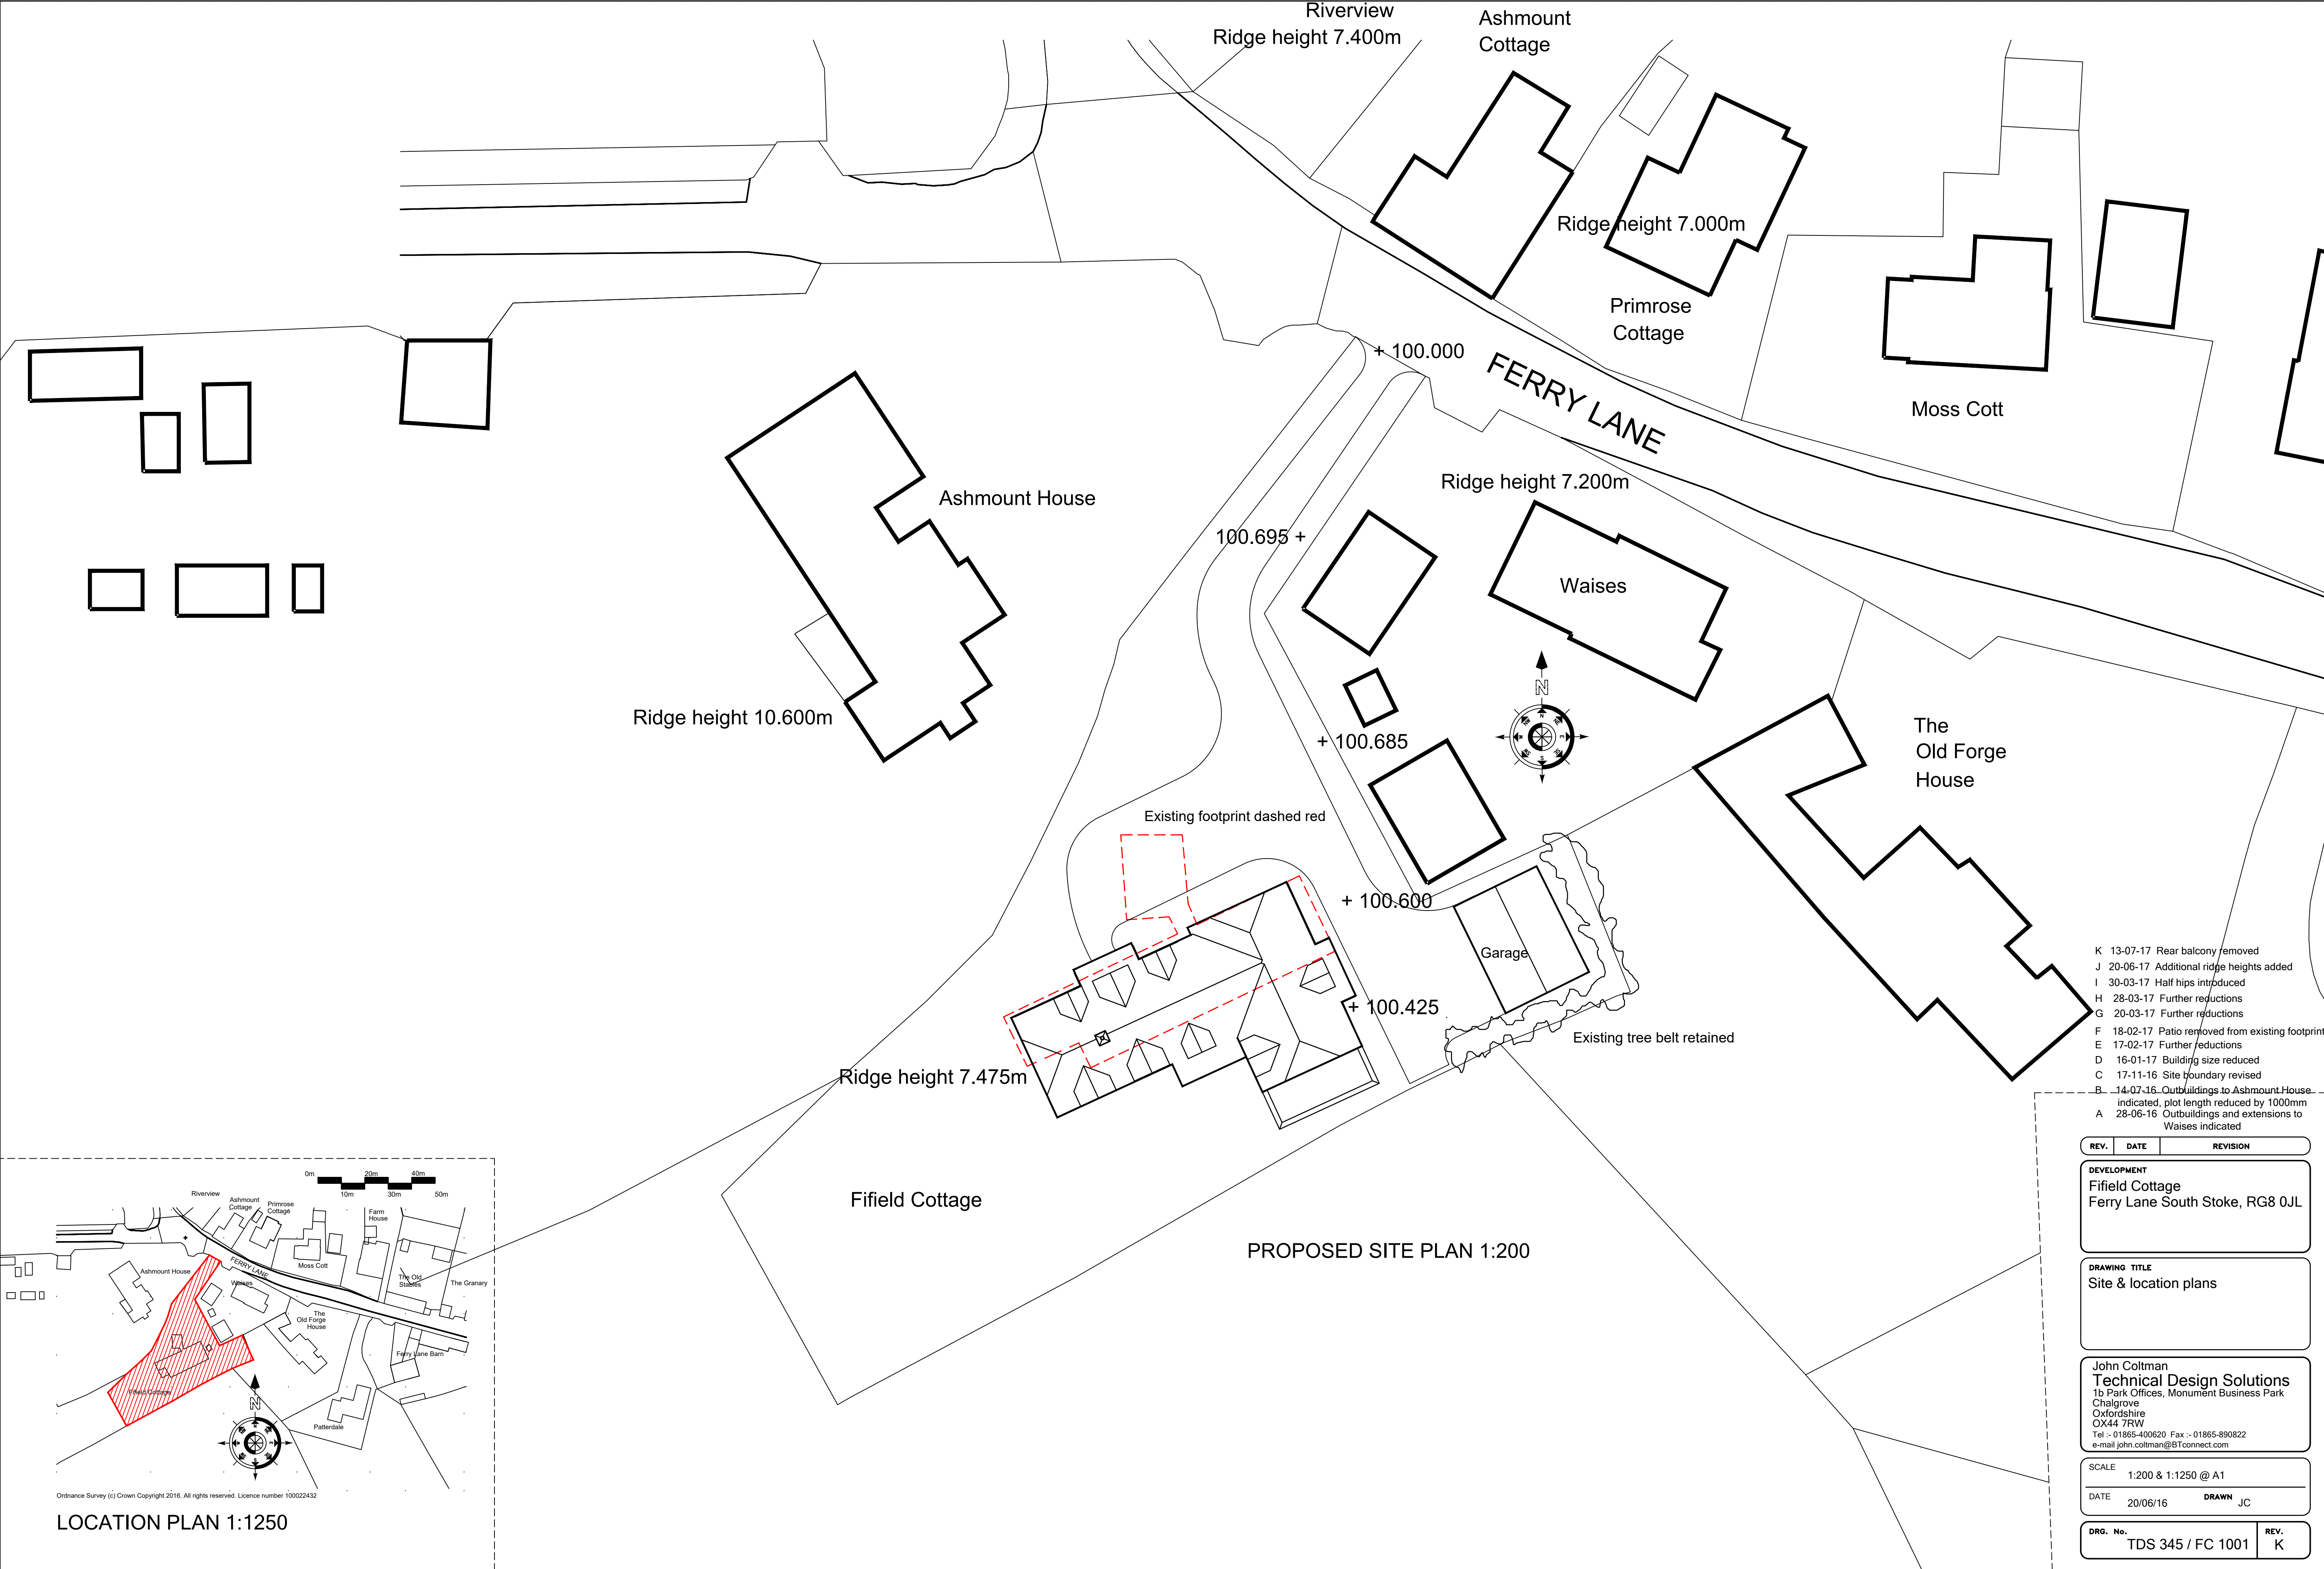 Riverview
Ridge height 7.400m
Ashmount
Cottage
Ridge height 7.000m
Primrose
Cottage
+ 100.000
FERRY LANE
Moss Cott
Ridge height 7.200m
Ashmount House
100.695 +
Waises
N
Ridge height 10.600m
+ 100.685
The
Old Forge
House
Existing footprint dashed red
+ 100.600
Garage
+ 100.425
Existing tree belt retained
Ridge height 7.475m
Fifield Cottage
PROPOSED SITE PLAN 1:200
K 13-07-17 Rear balcony removed
J 20-06-17 Additional ridge heights added
I 30-03-17 Half hips introduced
H 28-03-17 Further reductions
G 20-03-17 Further reductions
F 18-02-17 Patio removed from existing footprint
E 17-02-17 Further reductions
D 16-01-17 Building size reduced
C 17-11-16 Site boundary revised
B 14-07-16 Outbuildings to Ashmount House
indicated, plot length reduced by 1000mm
A 28-06-16 Outbuildings and extensions to
Waises indicated
REV. DATE REVISION
DEVELOPMENT
Fifield Cottage
Ferry Lane South Stoke, RG8 0JL
DRAWING TITLE
Site & location plans
John Coltman
Technical Design Solutions
1b Park Offices, Monument Business Park
Chalgrove
Oxfordshire
OX44 7RW
Tel :- 01865-400620 Fax :- 01865-890822
e-mail john.coltman@BTconnect.com
SCALE
1:200 & 1:1250 @ A1
DATE 20/06/16 DRAWN JC
DRG. No. TDS 345 / FC 1001
REV. K
0m 20m 40m
10m 30m 50m
Riverview
Ashmount
Cottage
Primrose
Cottage
Farm
House
FERRY LANE
Moss Cott
Ashmount House
Waises
The Old
Stables
The Granary
The
Old Forge
House
Ferry Lane Barn
Fifield Cottage
N
Patterdale
Ordnance Survey (c) Crown Copyright 2016. All rights reserved. Licence number 100022432
LOCATION PLAN 1:1250